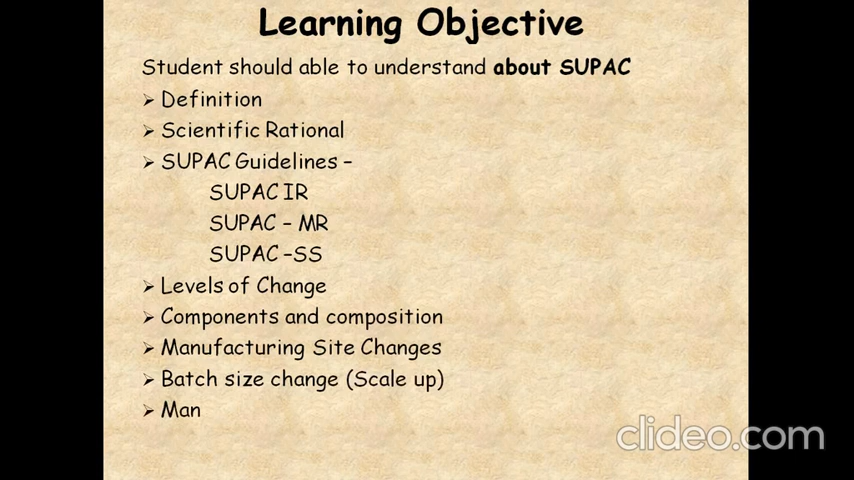 Learning Objective
Student should able to understand about SUPAC
➢ Definition
➢ Scientific Rational
➢ SUPAC Guidelines –
SUPAC IR
SUPAC – MR
SUPAC –SS
➢ Levels of Change
➢ Components and composition
➢ Manufacturing Site Changes
➢ Batch size change (Scale up)
➢ Man
clideo.com